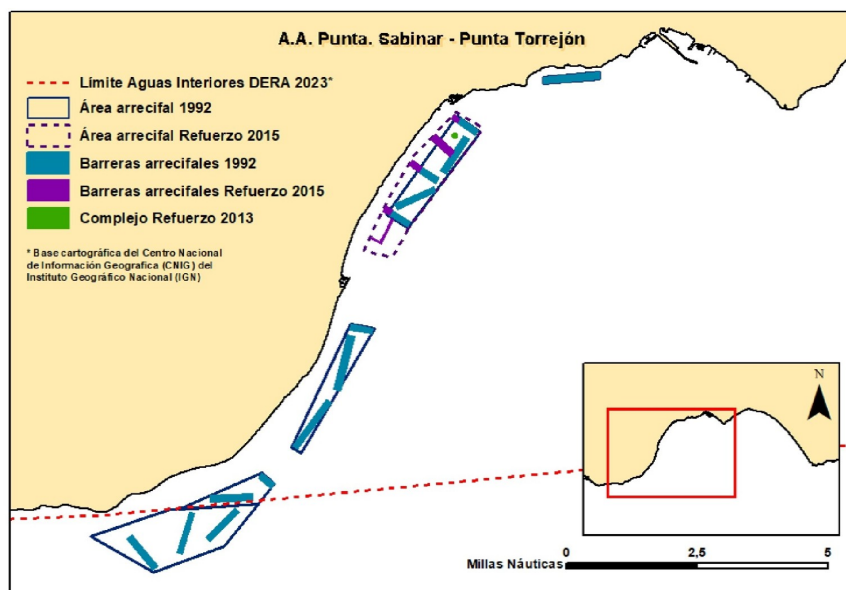 A.A. Punta. Sabinar - Punta Torrejón
Límite Aguas Interiores DERA 2023*
Área arrecifal 1992
Área arrecifal Refuerzo 2015
Barreras arrecifales 1992
Barreras arrecifales Refuerzo 2015
Complejo Refuerzo 2013
* Base cartográfica del Centro Nacional
de Información Geografica (CNIG) del
Instituto Geográfico Nacional (IGN)
N
0 2,5 5
Millas Náuticas